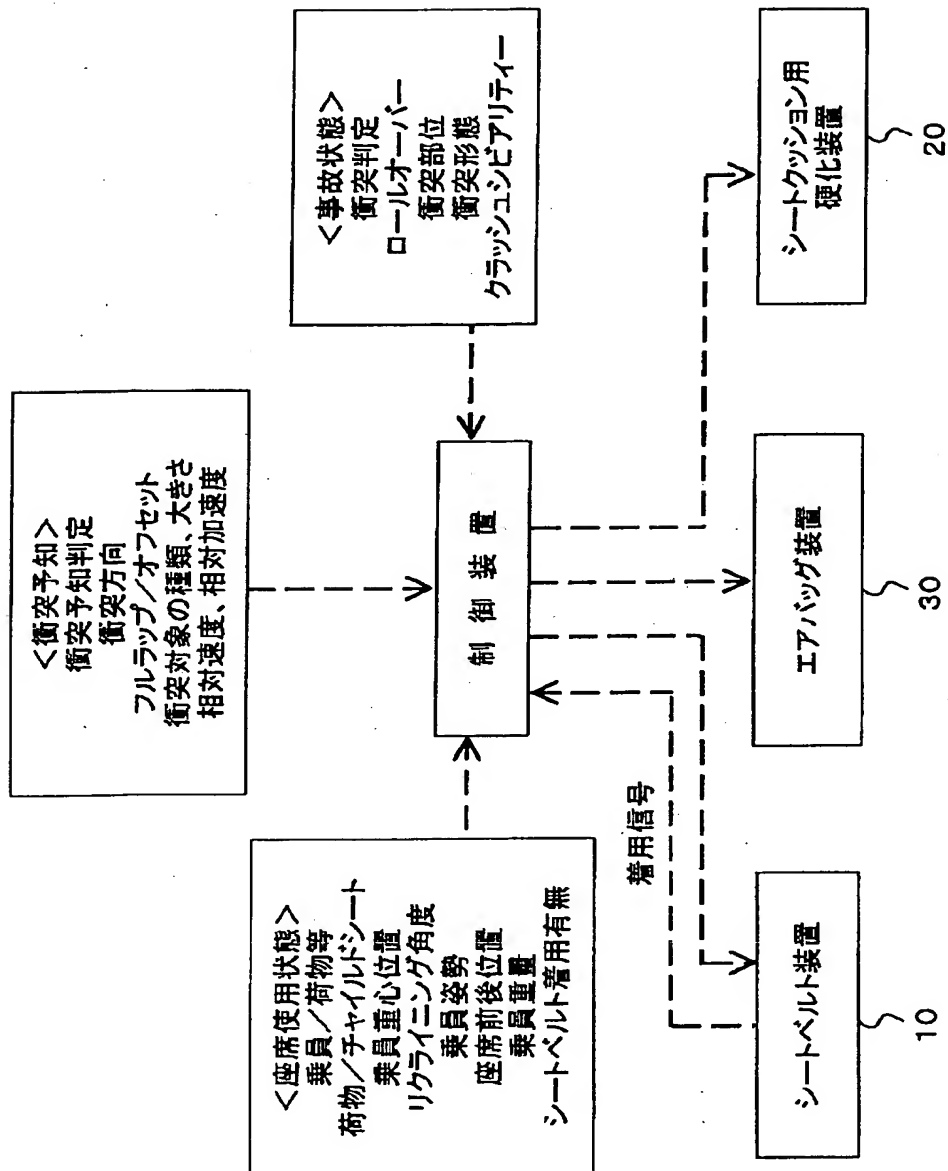 <衝突予知>
衝突予知判定
衝突方向
フルラップ/オフセット
衝突対象の種類、大きさ
相対速度、相対加速度
<座席使用状態>
乗員/荷物等
荷物/チャイルドシート
乗員重心位置
リクライニング角度
乗員姿勢
座席前後位置
乗員重量
シートベルト着用有無
制御装置
<事故状態>
衝突判定
ロールオーバー
衝突部位
衝突形態
クラッシュシビアリティー
着用信号
シートベルト装置
10
エアバッグ装置
30
シートクッション用
硬化装置
20